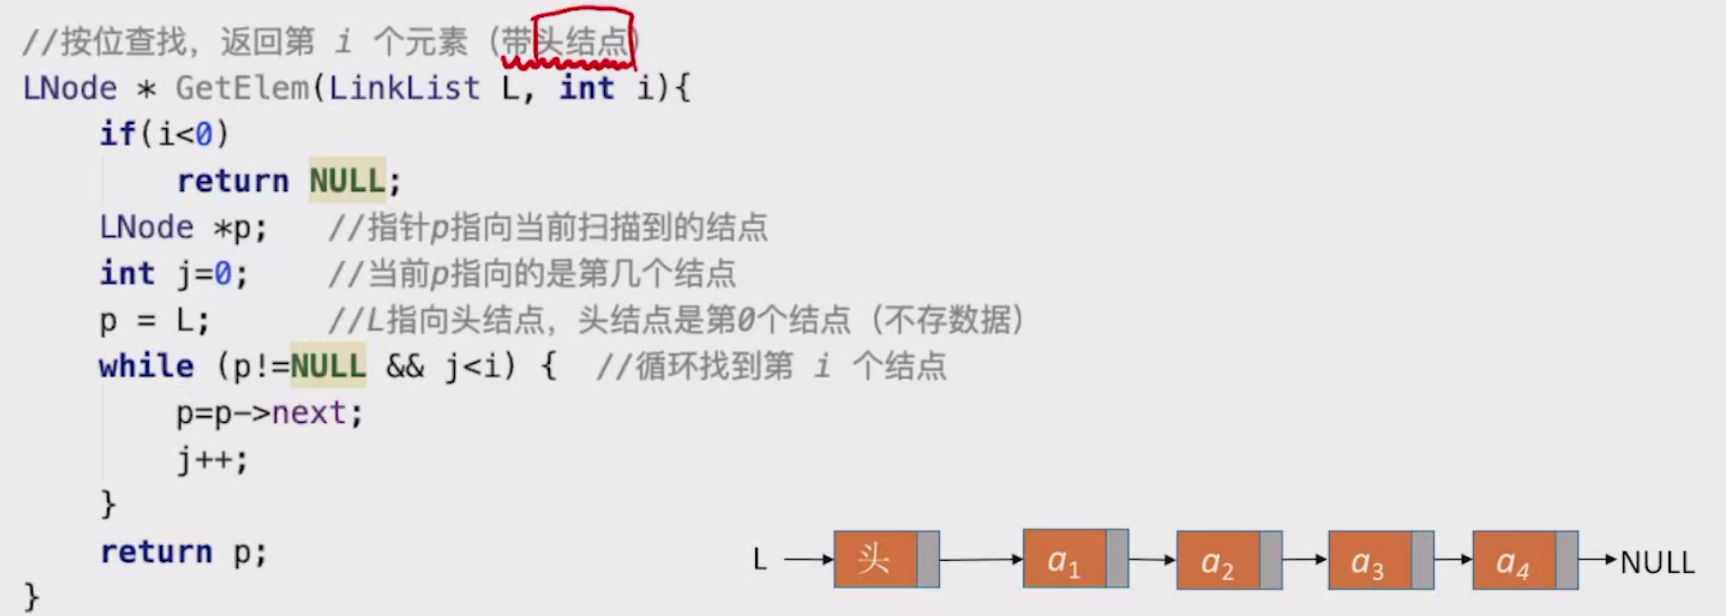 //按位查找，返回第 i 个元素（带头结点）
LNode * GetElem(LinkList L, int i){
if(i<0)
return NULL;
LNode *p; //指针p指向当前扫描到的结点
int j=0; //当前p指向的是第几个结点
p = L; //L指向头结点，头结点是第0个结点（不存数据）
while (p!=NULL && j<i) { //循环找到第 i 个结点
p=p->next;
j++;
}
return p;
}
L 头 a1 a2 a3 a4 NULL